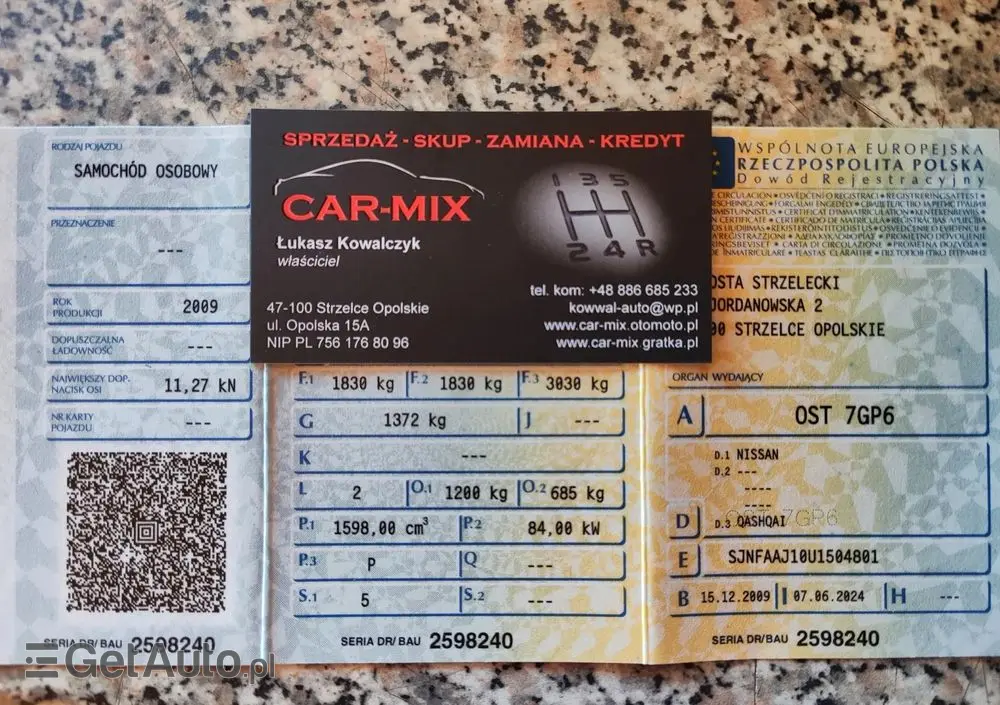 RODZAJ POJAZDU
SAMOCHÓD OSOBOWY
PRZEZNACZENIE
---
ROK PRODUKCJI
2009
DOPUSZCZALNA ŁADOWNOŚĆ
---
NAJWIĘKSZY DOP. NACISK OSI
11,27 kN
NR KARTY POJAZDU
---
SERIA DR/BAU 2598240
SPRZEDAŻ - SKUP - ZAMIANA - KREDYT
CAR-MIX
Łukasz Kowalczyk
właściciel
1 3 5
2 4 R
47-100 Strzelce Opolskie
ul. Opolska 15A
NIP PL 756 176 80 96
tel. kom: +48 886 685 233
kowwal-auto@wp.pl
www.car-mix.otomoto.pl
www.car-mix.gratka.pl
F.1 1830 kg F.2 1830 kg F.3 3030 kg
G 1372 kg J ---
K ---
L 2 O.1 1200 kg O.2 685 kg
P.1 1598,00 cm³ P.2 84,00 kW
P.3 P Q ---
S.1 5 S.2 ---
SERIA DR/BAU 2598240
WSPÓLNOTA EUROPEJSKA
RZECZPOSPOLITA POLSKA
Dowód Rejestracyjny
OSTA STRZELECKI
JORDANOWSKA 2
00 STRZELCE OPOLSKIE
ORGAN WYDAJĄCY
A OST 7GP6
D.1 NISSAN
D.2 ---
----
OST 7GP6
D D.3 QASHQAI
E SJNFAAJ10U1504801
B 15.12.2009 I 07.06.2024 H ---
SERIA DR/BAU 2598240
GetAuto.pl